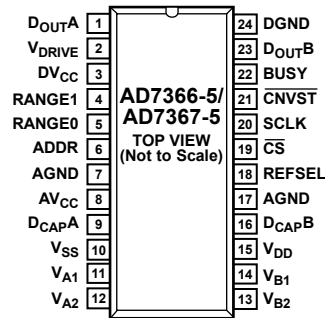 DOUTA 1
VDRIVE 2
DVCC 3
RANGE1 4
RANGE0 5
ADDR 6
AGND 7
AVCC 8
DCAPA 9
VSS 10
VA1 11
VA2 12
AD7366-5/
AD7367-5
TOP VIEW
(Not to Scale)
24 DGND
23 DOUTB
22 BUSY
21 CNVST
20 SCLK
19 CS
18 REFSEL
17 AGND
16 DCAPB
15 VDD
14 VB1
13 VB2